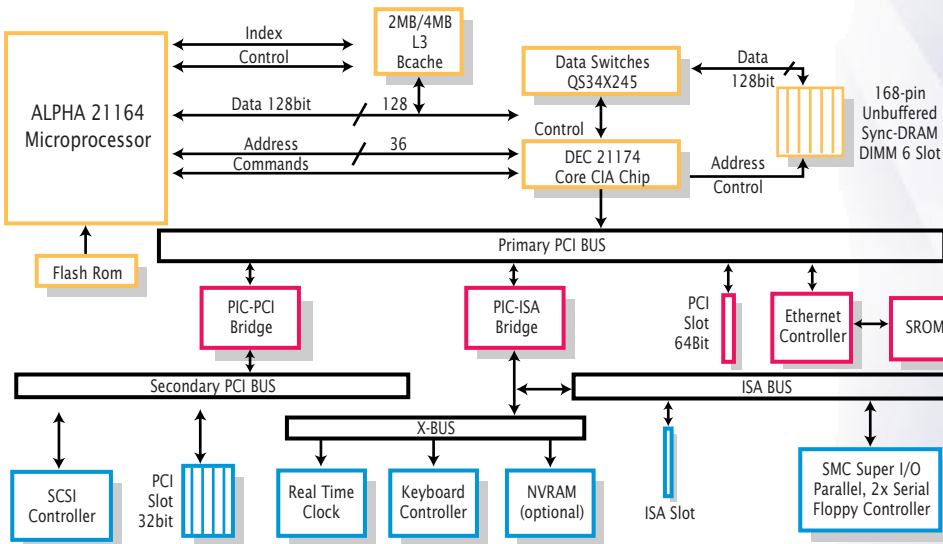 Index
Control
2MB/4MB
L3
Bcache
ALPHA 21164
Microprocessor
Data 128bit
128
Address
36
Commands
Data Switches
QS34X245
Data
128bit
168-pin
Unbuffered
Sync-DRAM
DIMM 6 Slot
Control
DEC 21174
Core CIA Chip
Address
Control
Flash Rom
Primary PCI BUS
PIC-PCI
Bridge
PIC-ISA
Bridge
PCI
Slot
64Bit
Ethernet
Controller
SROM
Secondary PCI BUS
ISA BUS
X-BUS
SCSI
Controller
PCI
Slot
32bit
Real Time
Clock
Keyboard
Controller
NVRAM
(optional)
ISA Slot
SMC Super I/O
Parallel, 2x Serial
Floppy Controller